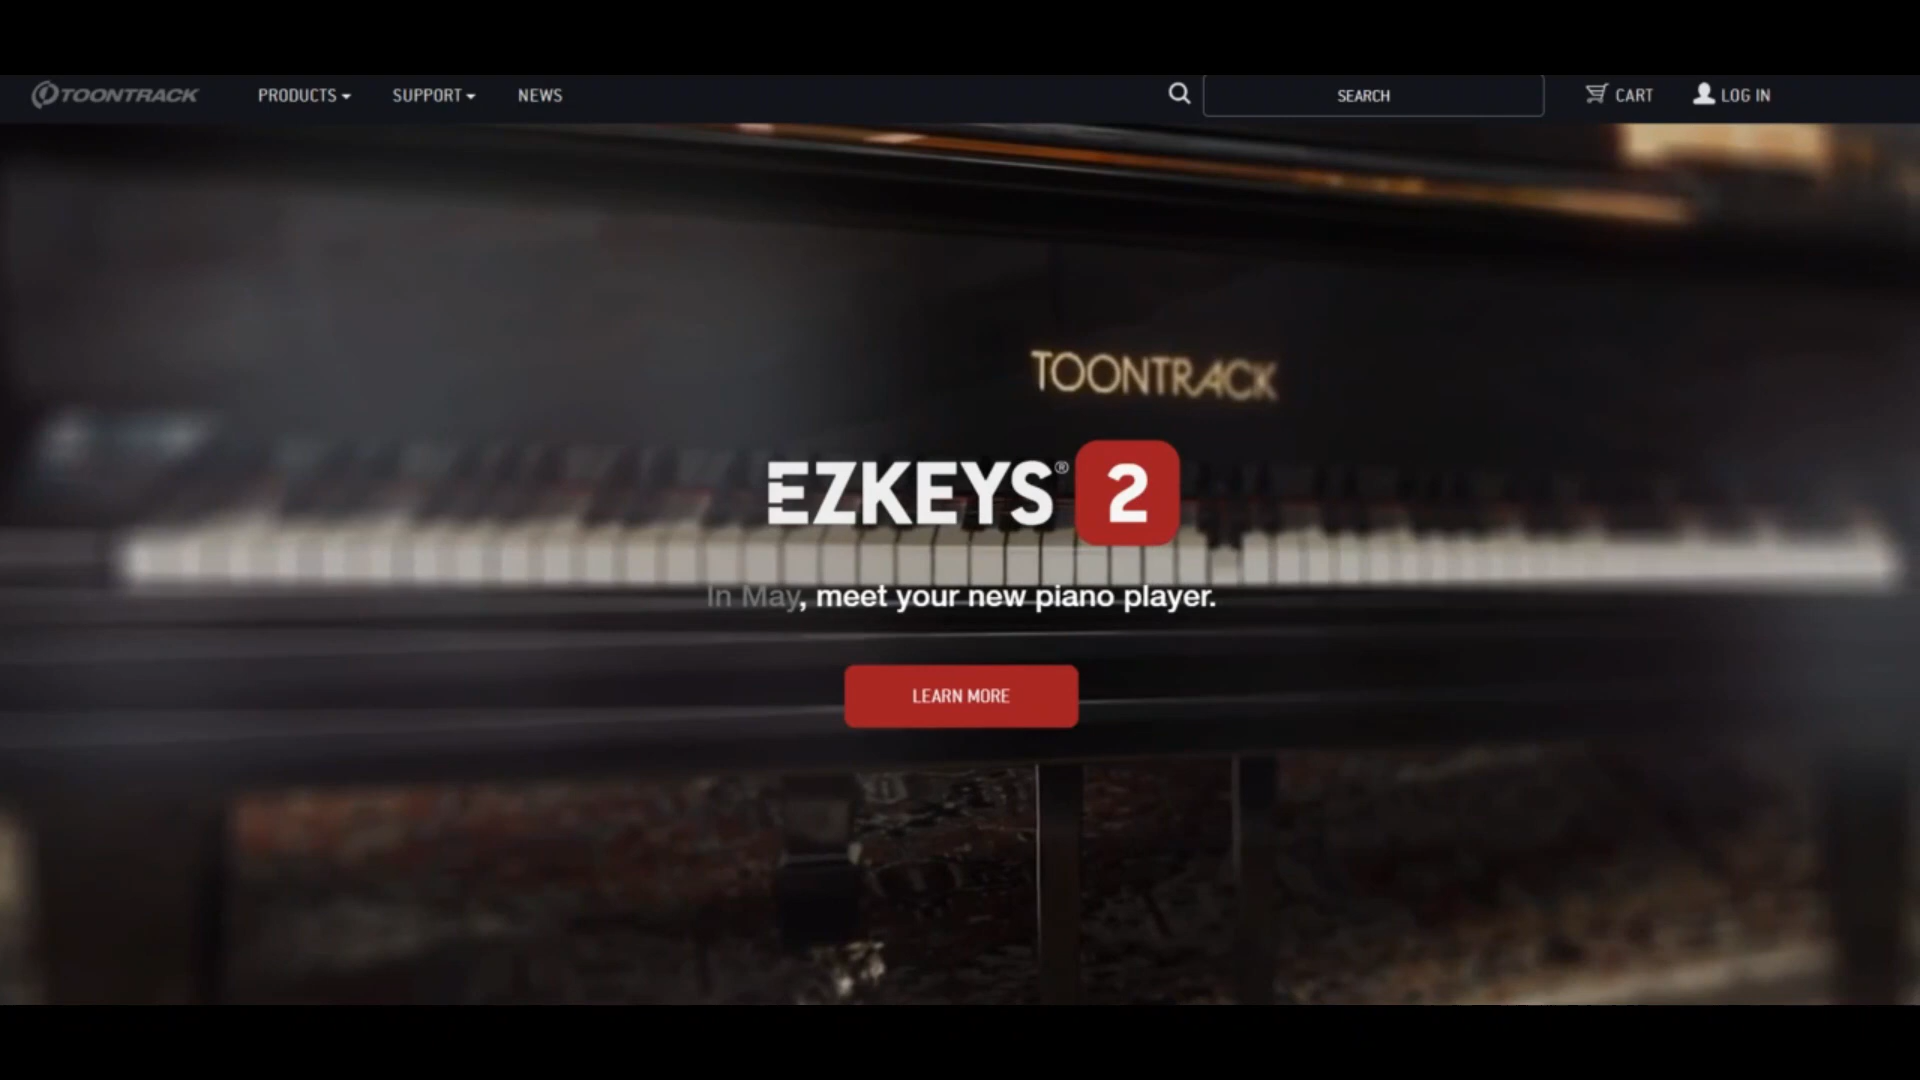 TOONTRACK PRODUCTS SUPPORT NEWS SEARCH CART LOG IN
TOONTRACK
EZKEYS® 2
In May, meet your new piano player.
LEARN MORE